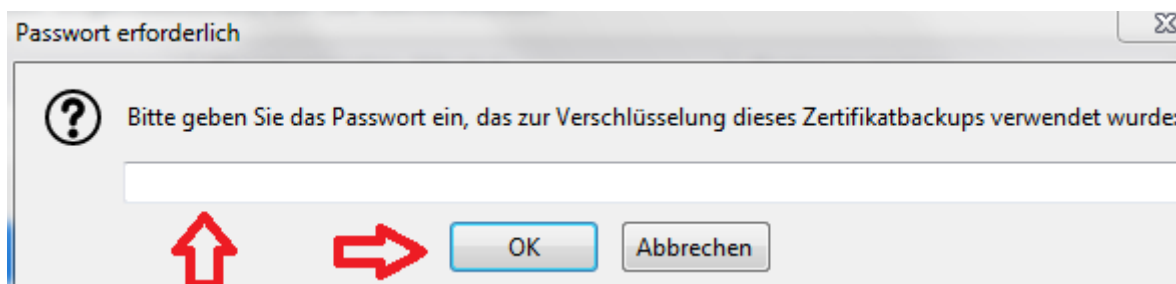 Passwort erforderlich
Bitte geben Sie das Passwort ein, das zur Verschlüsselung dieses Zertifikatbackups verwendet wurde:
OK
Abbrechen